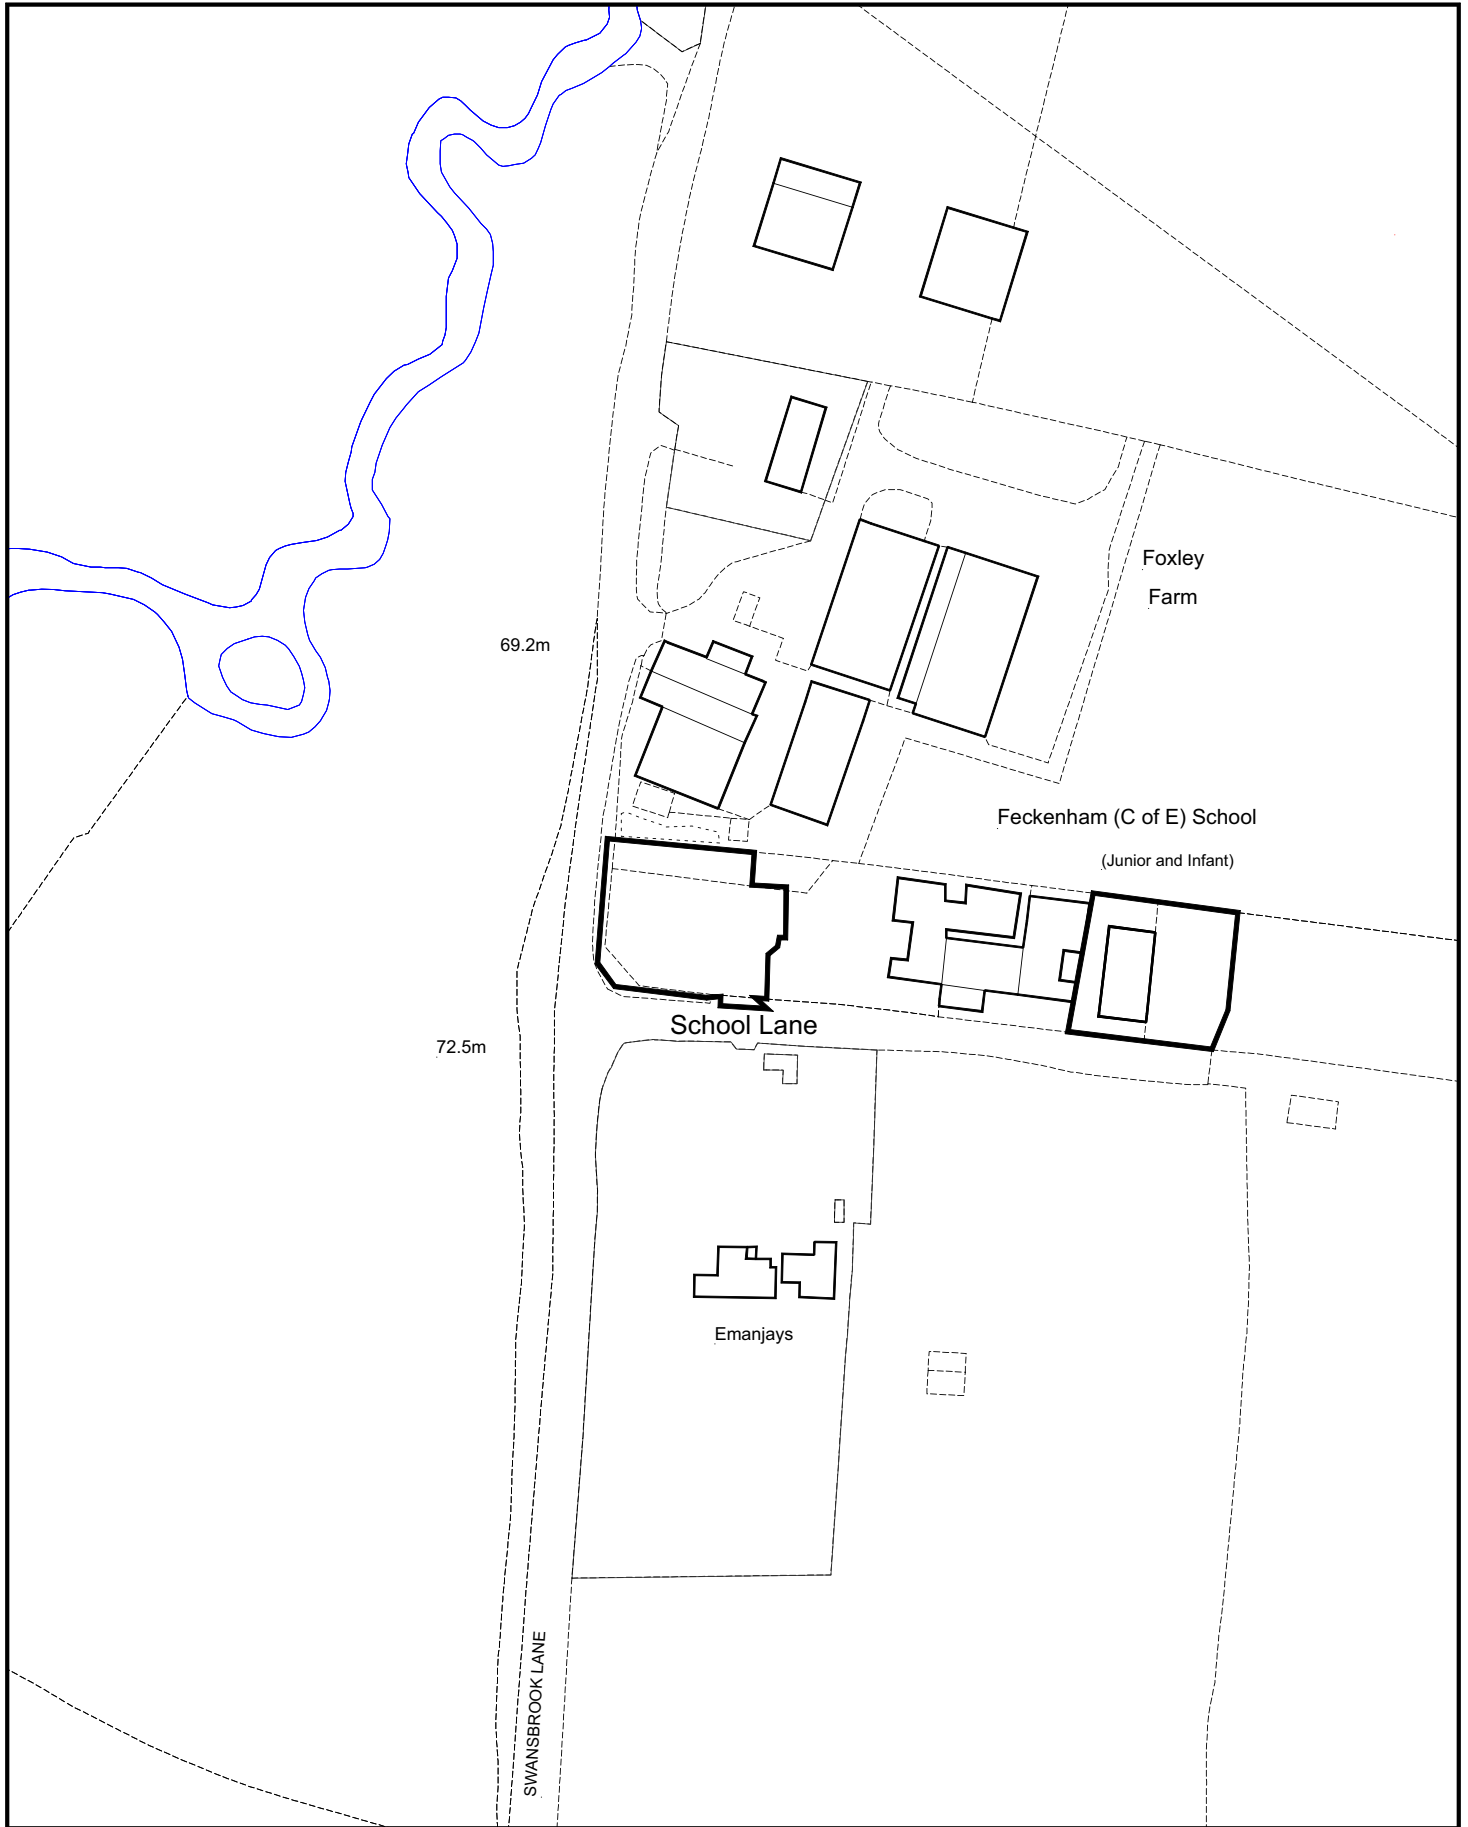 Foxley
Farm
69.2m
Feckenham (C of E) School
(Junior and Infant)
School Lane
72.5m
Emanjays
SWANSBROOK LANE